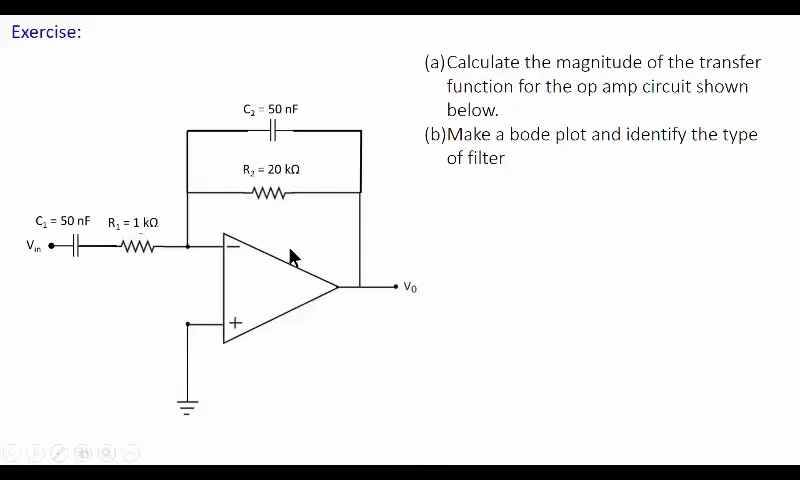 Exercise:
(a)Calculate the magnitude of the transfer
function for the op amp circuit shown
below.
(b)Make a bode plot and identify the type
of filter
C₂ = 50 nF
R₂ = 20 kΩ
C₁ = 50 nF R₁ = 1 kΩ
Vᵢₙ
−
+
V₀